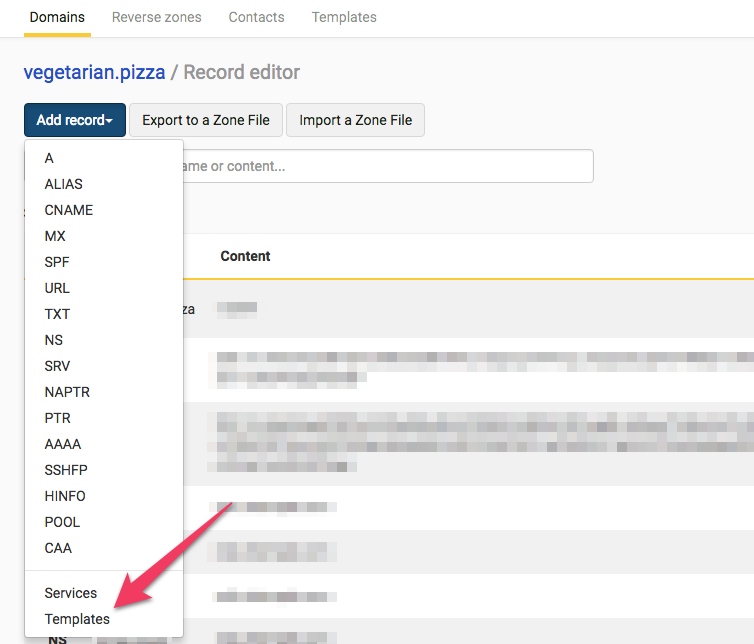 Domains Reverse zones Contacts Templates
vegetarian.pizza / Record editor
Add record Export to a Zone File Import a Zone File
A
ame or content...
ALIAS
CNAME
MX
SPF
Content
URL
TXT
za
NS
SRV
NAPTR
PTR
AAAA
SSHFP
HINFO
POOL
CAA
Services
Templates
NS